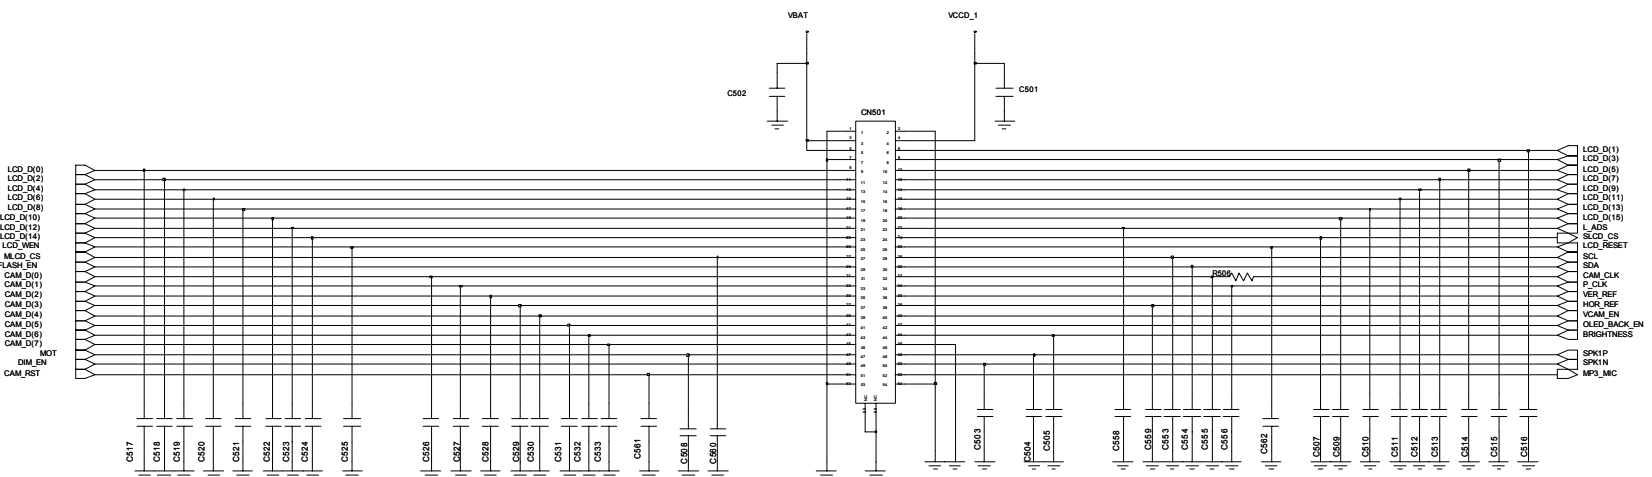 VBAT
VCCD_1
C502
C501
CN501
LCD_D(0)
LCD_D(2)
LCD_D(4)
LCD_D(6)
LCD_D(8)
LCD_D(10)
LCD_D(12)
LCD_D(14)
LCD_WEN
MLCD_CS
FLASH_EN
CAM_D(0)
CAM_D(1)
CAM_D(2)
CAM_D(3)
CAM_D(4)
CAM_D(5)
CAM_D(6)
CAM_D(7)
MOT
DIM_EN
CAM_RST
LCD_D(1)
LCD_D(3)
LCD_D(5)
LCD_D(7)
LCD_D(9)
LCD_D(11)
LCD_D(13)
LCD_D(15)
L_ADS
SLCD_CS
LCD_RESET
SCL
SDA
R506
CAM_CLK
P_CLK
VER_REF
HOR_REF
VCAM_EN
OLED_BACK_EN
BRIGHTNESS
SPK1P
SPK1N
MP3_MIC
NC
NC
C517
C518
C519
C520
C521
C522
C523
C524
C525
C526
C527
C528
C529
C530
C531
C532
C533
C561
C508
C560
C503
C504
C505
C558
C559
C553
C554
C555
C556
C562
C507
C509
C510
C511
C512
C513
C514
C515
C516